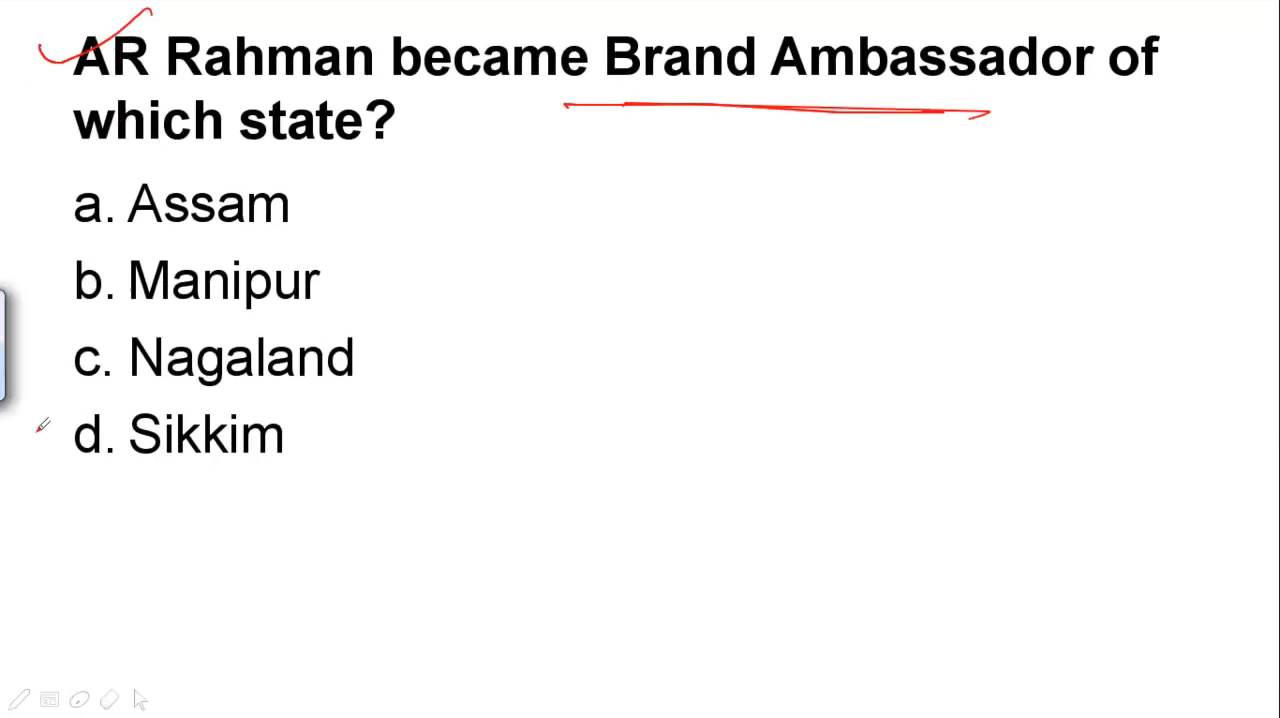 AR Rahman became Brand Ambassador of
which state?
a. Assam
b. Manipur
c. Nagaland
d. Sikkim